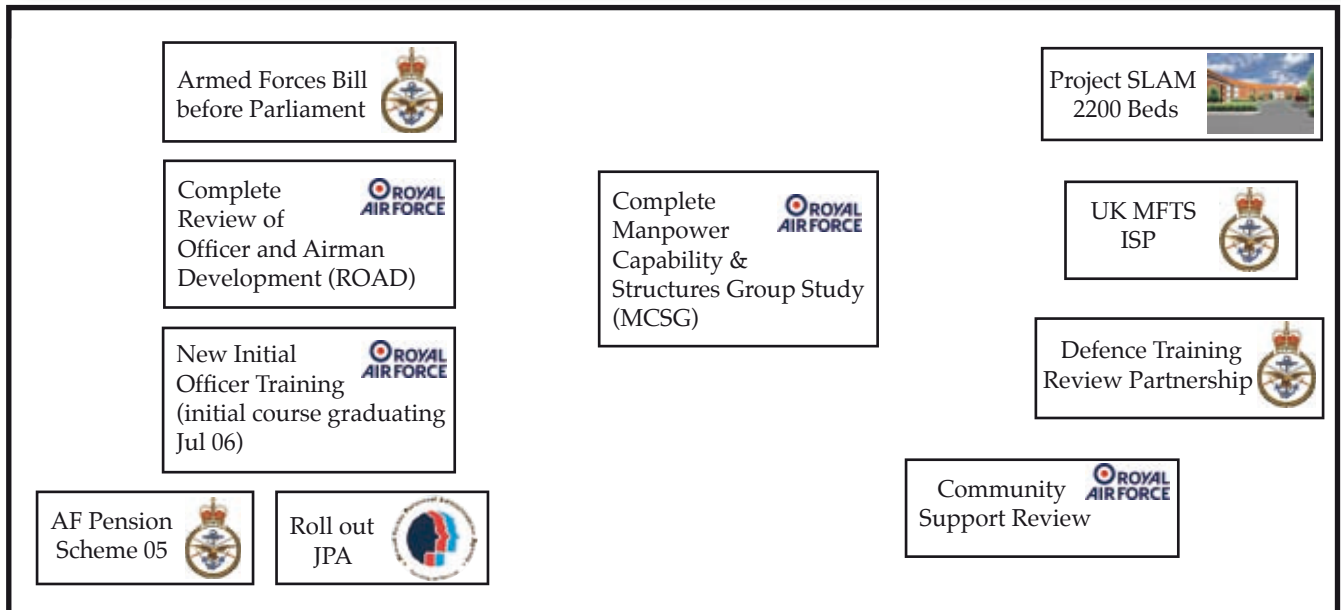 Armed Forces Bill
before Parliament
Complete
Review of
Officer and Airman
Development (ROAD)
ROYAL
AIR FORCE
New Initial
Officer Training
(initial course graduating
Jul 06)
ROYAL
AIR FORCE
AF Pension
Scheme 05
Roll out
JPA
Complete
Manpower
Capability &
Structures Group Study
(MCSG)
ROYAL
AIR FORCE
Project SLAM
2200 Beds
UK MFTS
ISP
Defence Training
Review Partnership
Community
Support Review
ROYAL
AIR FORCE